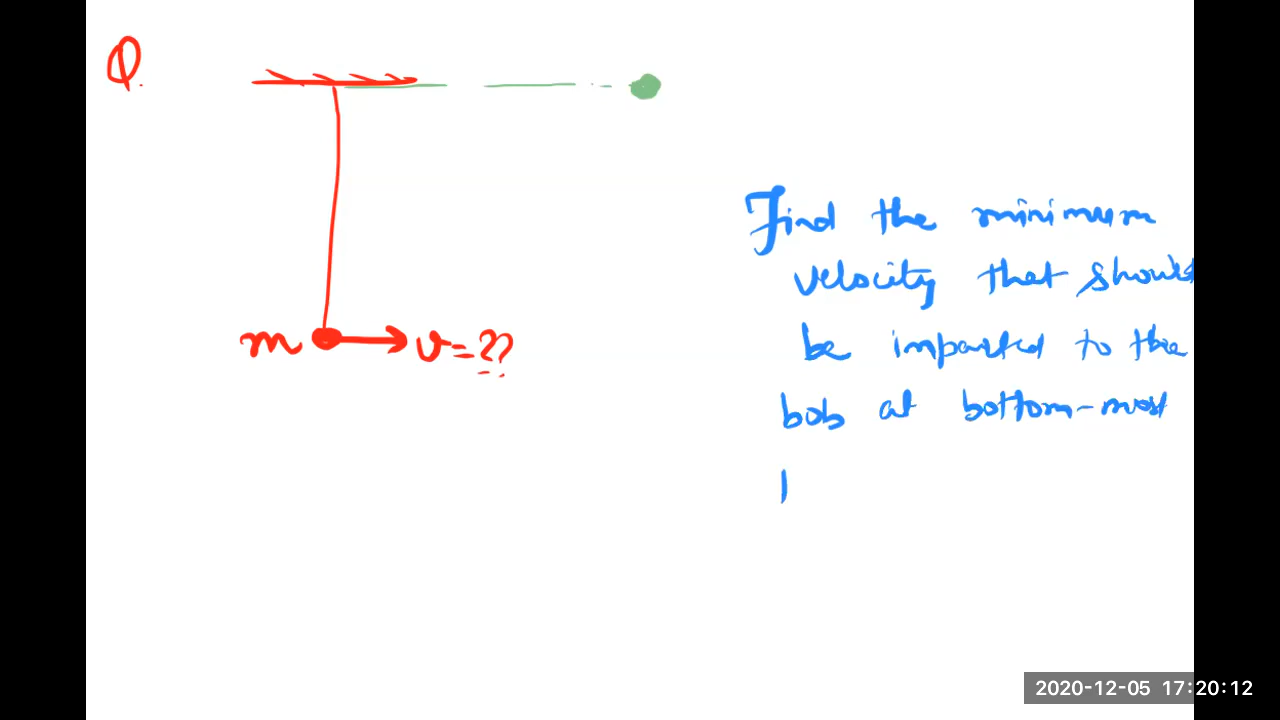 Q.
Find the minimum
velocity that should
be imparted to the
m v=??
bob at bottom-most
2020-12-05 17:20:12